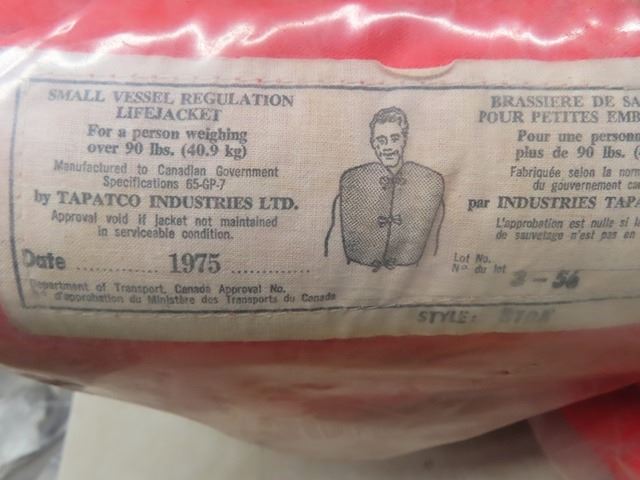 SMALL VESSEL REGULATION
LIFEJACKET
For a person weighing
over 90 lbs. (40.9 kg)
Manufactured to Canadian Government
Specifications 65-GP-7
by TAPATCO INDUSTRIES LTD.
Approval void if jacket not maintained
in serviceable condition.
Date ........ 1975 ........
Department of Transport, Canada Approval No.
N° d'approbation du Ministère des Transports du Canada
BRASSIERE DE SA
POUR PETITES EMB
Pour une personn
plus de 90 lbs. (
Fabriquée selon la norm
du gouvernement ca
par INDUSTRIES TAPA
L'approbation est nulle si l
de sauvetage n'est pas en
Lot No.
N° du lot 3-56
STYLE: